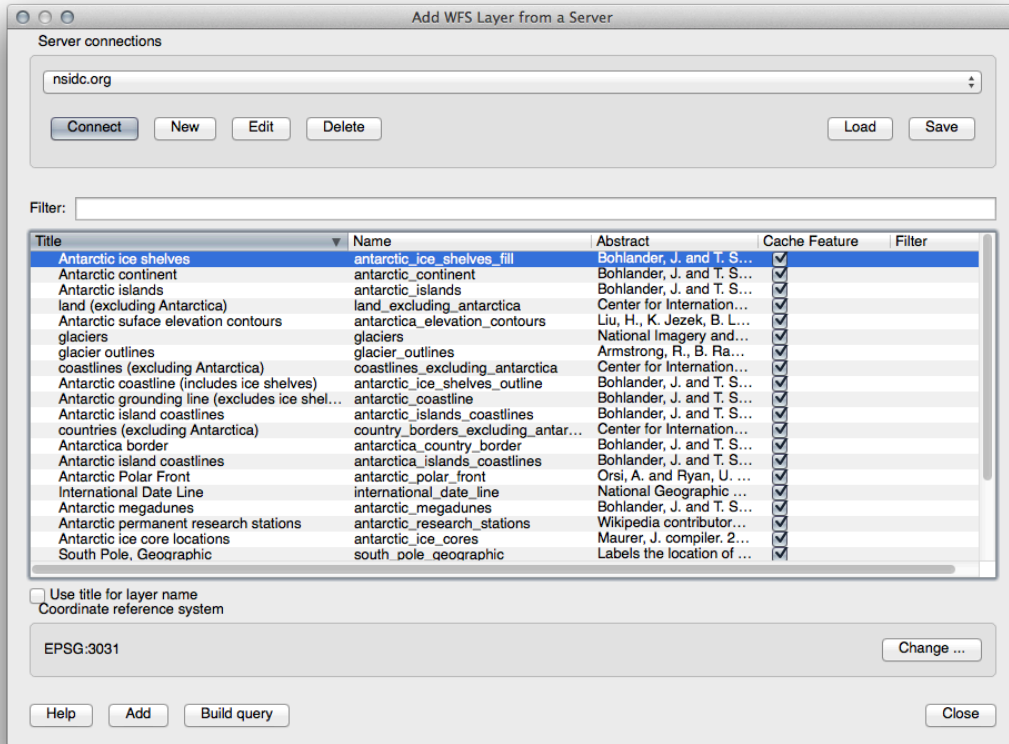 Add WFS Layer from a Server
Server connections
nsidc.org
Connect New Edit Delete Load Save
Filter:
Title Name Abstract Cache Feature Filter
Antarctic ice shelves antarctic_ice_shelves_fill Bohlander, J. and T. S...
Antarctic continent antarctic_continent Bohlander, J. and T. S...
Antarctic islands antarctic_islands Bohlander, J. and T. S...
land (excluding Antarctica) land_excluding_antarctica Center for Internation...
Antarctic suface elevation contours antarctica_elevation_contours Liu, H., K. Jezek, B. L...
glaciers glaciers National Imagery and...
glacier outlines glacier_outlines Armstrong, R., B. Ra...
coastlines (excluding Antarctica) coastlines_excluding_antarctica Center for Internation...
Antarctic coastline (includes ice shelves) antarctic_ice_shelves_outline Bohlander, J. and T. S...
Antarctic grounding line (excludes ice shel... antarctic_coastline Bohlander, J. and T. S...
Antarctic island coastlines antarctic_islands_coastlines Bohlander, J. and T. S...
countries (excluding Antarctica) country_borders_excluding_antar... Center for Internation...
Antarctica border antarctica_country_border Bohlander, J. and T. S...
Antarctic island coastlines antarctica_islands_coastlines Bohlander, J. and T. S...
Antarctic Polar Front antarctic_polar_front Orsi, A. and Ryan, U. ...
International Date Line international_date_line National Geographic ...
Antarctic megadunes antarctic_megadunes Bohlander, J. and T. S...
Antarctic permanent research stations antarctic_research_stations Wikipedia contributor...
Antarctic ice core locations antarctic_ice_cores Maurer, J. compiler. 2...
South Pole, Geographic south_pole_geographic Labels the location of ...
Use title for layer name
Coordinate reference system
EPSG:3031 Change ...
Help Add Build query Close